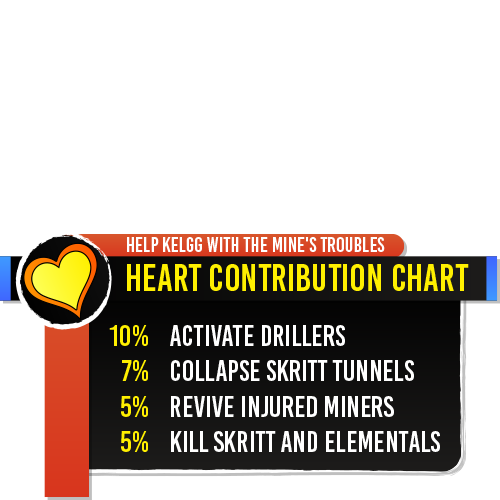 HELP KELGG WITH THE MINE'S TROUBLES
HEART CONTRIBUTION CHART
10% ACTIVATE DRILLERS
7% COLLAPSE SKRITT TUNNELS
5% REVIVE INJURED MINERS
5% KILL SKRITT AND ELEMENTALS